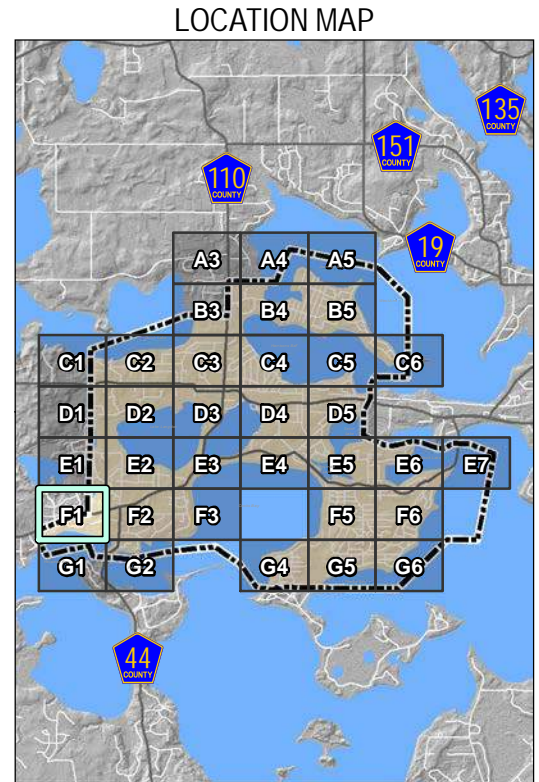 LOCATION MAP
135
COUNTY
151
COUNTY
110
COUNTY
19
COUNTY
A3 A4 A5
B3 B4 B5
C1 C2 C3 C4 C5 C6
D1 D2 D3 D4 D5
E1 E2 E3 E4 E5 E6 E7
F1 F2 F3 F5 F6
G1 G2 G4 G5 G6
44
COUNTY